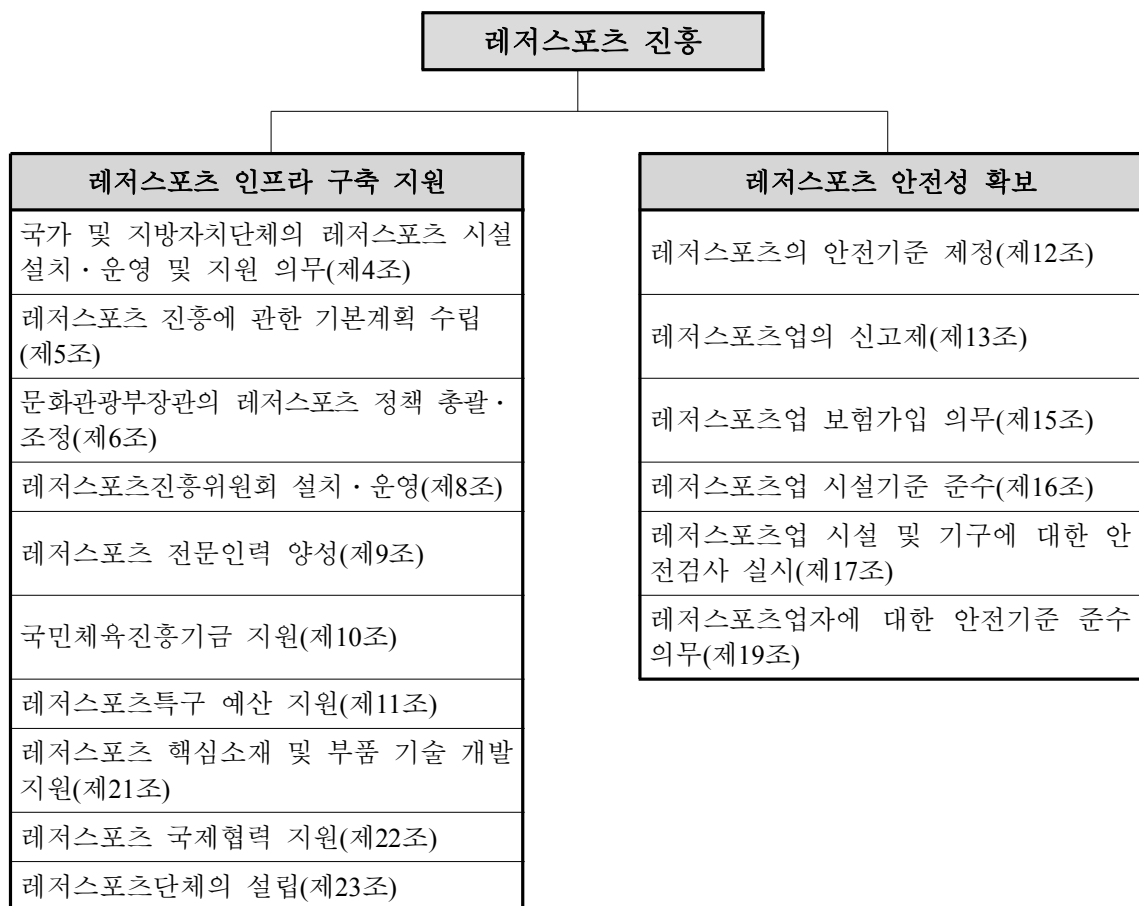 레저스포츠 진흥
레저스포츠 인프라 구축 지원
국가 및 지방자치단체의 레저스포츠 시설
설치·운영 및 지원 의무(제4조)
레저스포츠 진흥에 관한 기본계획 수립
(제5조)
문화관광부장관의 레저스포츠 정책 총괄·
조정(제6조)
레저스포츠진흥위원회 설치·운영(제8조)
레저스포츠 전문인력 양성(제9조)
국민체육진흥기금 지원(제10조)
레저스포츠특구 예산 지원(제11조)
레저스포츠 핵심소재 및 부품 기술 개발
지원(제21조)
레저스포츠 국제협력 지원(제22조)
레저스포츠단체의 설립(제23조)
레저스포츠 안전성 확보
레저스포츠의 안전기준 제정(제12조)
레저스포츠업의 신고제(제13조)
레저스포츠업 보험가입 의무(제15조)
레저스포츠업 시설기준 준수(제16조)
레저스포츠업 시설 및 기구에 대한 안
전검사 실시(제17조)
레저스포츠업자에 대한 안전기준 준수
의무(제19조)